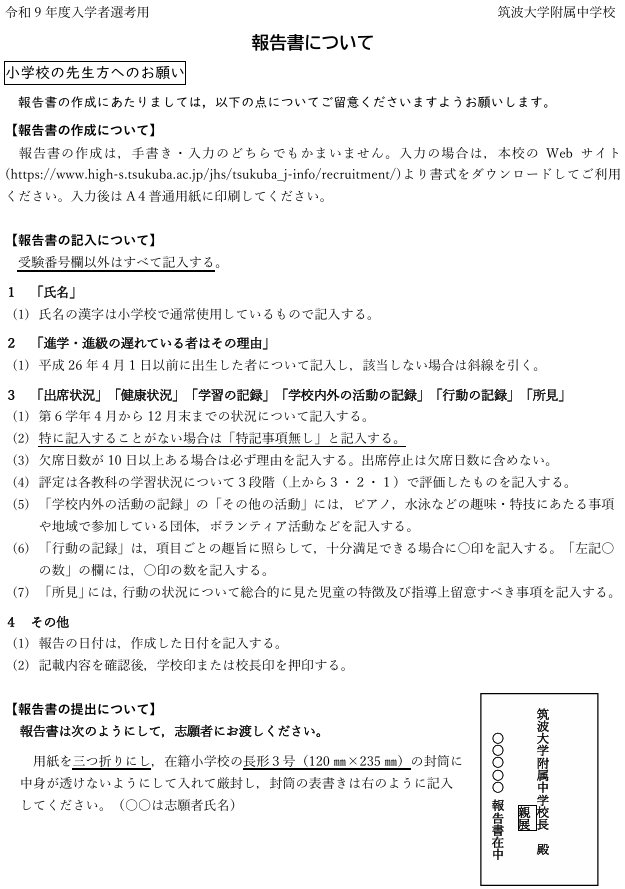 令和９年度入学者選考用 筑波大学附属中学校
報告書について
小学校の先生方へのお願い
報告書の作成にあたりましては，以下の点についてご留意くださいますようお願いします。
【報告書の作成について】
報告書の作成は，手書き・入力のどちらでもかまいません。入力の場合は，本校の Web サイト
(https://www.high-s.tsukuba.ac.jp/jhs/tsukuba_j-info/recruitment/)より書式をダウンロードしてご利用
ください。入力後はＡ４普通用紙に印刷してください。
【報告書の記入について】
受験番号欄以外はすべて記入する。
1 「氏名」
(1) 氏名の漢字は小学校で通常使用しているもので記入する。
2 「進学・進級の遅れている者はその理由」
(1) 平成 26 年４月１日以前に出生した者について記入し，該当しない場合は斜線を引く。
3 「出席状況」「健康状況」「学習の記録」「学校内外の活動の記録」「行動の記録」「所見」
(1) 第６学年４月から 12 月末までの状況について記入する。
(2) 特に記入することがない場合は「特記事項無し」と記入する。
(3) 欠席日数が 10 日以上ある場合は必ず理由を記入する。出席停止は欠席日数に含めない。
(4) 評定は各教科の学習状況について３段階（上から３・２・１）で評価したものを記入する。
(5) 「学校内外の活動の記録」の「その他の活動」には，ピアノ，水泳などの趣味・特技にあたる事項
や地域で参加している団体，ボランティア活動などを記入する。
(6) 「行動の記録」は，項目ごとの趣旨に照らして，十分満足できる場合に〇印を記入する。「左記〇
の数」の欄には，〇印の数を記入する。
(7) 「所見」には，行動の状況について総合的に見た児童の特徴及び指導上留意すべき事項を記入する。
4 その他
(1) 報告の日付は，作成した日付を記入する。
(2) 記載内容を確認後，学校印または校長印を押印する。
【報告書の提出について】
報告書は次のようにして，志願者にお渡しください。
用紙を三つ折りにし，在籍小学校の長形３号（120 ㎜×235 ㎜）の封筒に
中身が透けないようにして入れて厳封し，封筒の表書きは右のように記入
してください。（〇〇は志願者氏名）
筑波大学附属中学校長 殿
親展
〇〇〇〇〇 報告書在中